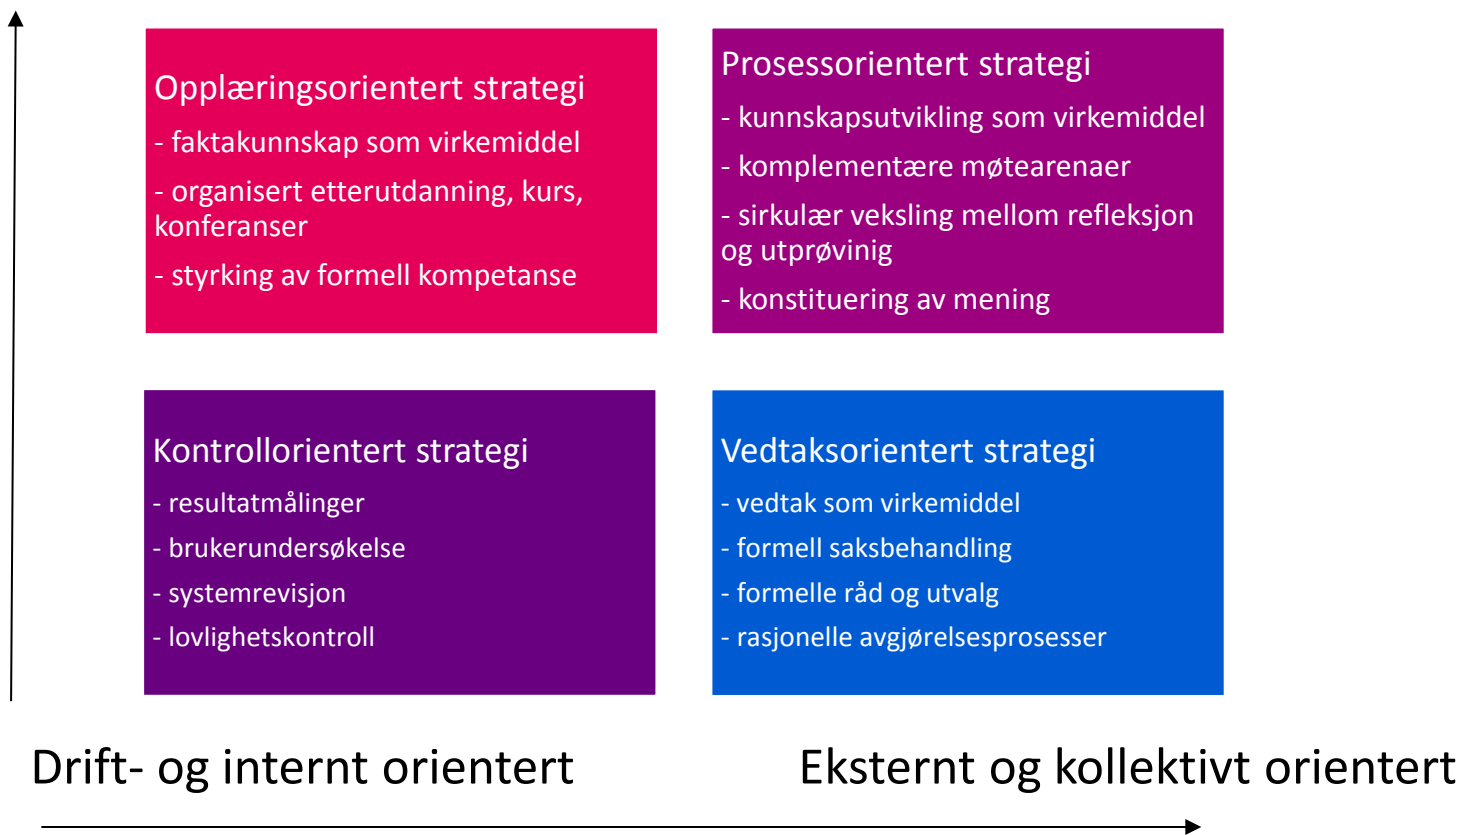 Opplæringsorientert strategi
- faktakunnskap som virkemiddel
- organisert etterutdanning, kurs,
konferanser
- styrking av formell kompetanse
Prosessorientert strategi
- kunnskapsutvikling som virkemiddel
- komplementære møtearenaer
- sirkulær veksling mellom refleksjon
og utprøvinig
- konstituering av mening
Kontrollorientert strategi
- resultatmålinger
- brukerundersøkelse
- systemrevisjon
- lovlighetskontroll
Vedtaksorientert strategi
- vedtak som virkemiddel
- formell saksbehandling
- formelle råd og utvalg
- rasjonelle avgjørelsesprosesser
Drift- og internt orientert
Eksternt og kollektivt orientert